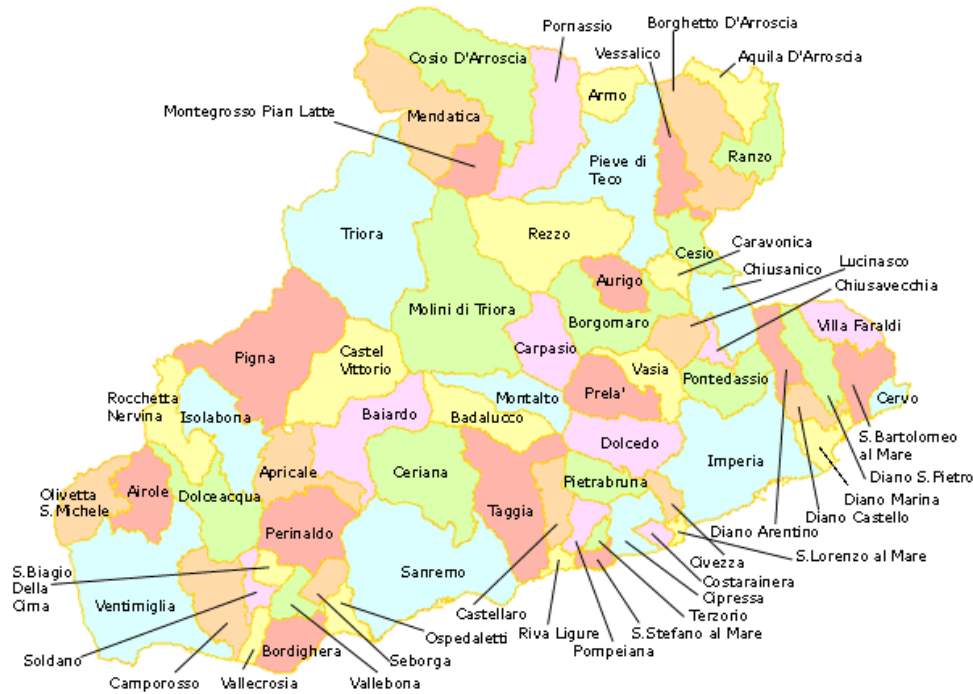 Pornassio
Borghetto D'Arroscia
Vessalico
Aquila D'Arroscia
Cosio D'Arroscia
Armo
Montegrosso Pian Latte
Mendatica
Ranzo
Pieve di
Teco
Triora
Rezzo
Cesio
Caravonica
Lucinasco
Chiusanico
Aurigo
Chiusavecchia
Molini di Triora
Borgomaro
Villa Faraldi
Carpasio
Pigna
Castel
Vittorio
Vasia
Pontedassio
Rocchetta
Nervina
Isolabona
Baiardo
Montalto
Prela'
Cervo
Badalucco
S.Bartolomeo
al Mare
Dolcedo
Imperia
Apricale
Ceriana
Diano S.Pietro
Olivetta
S.Michele
Airole
Dolceacqua
Pietrabruna
Diano Marina
Taggia
Diano Castello
Perinaldo
Diano Arentino
S.Lorenzo al Mare
Civezza
S.Biagio
Della
Cima
Ventimiglia
Sanremo
Costarainera
Cipressa
Castellaro
Terzorio
Riva Ligure
S.Stefano al Mare
Pompeiana
Ospedaletti
Soldano
Bordighera
Seborga
Camporosso
Vallecrosia
Vallebona